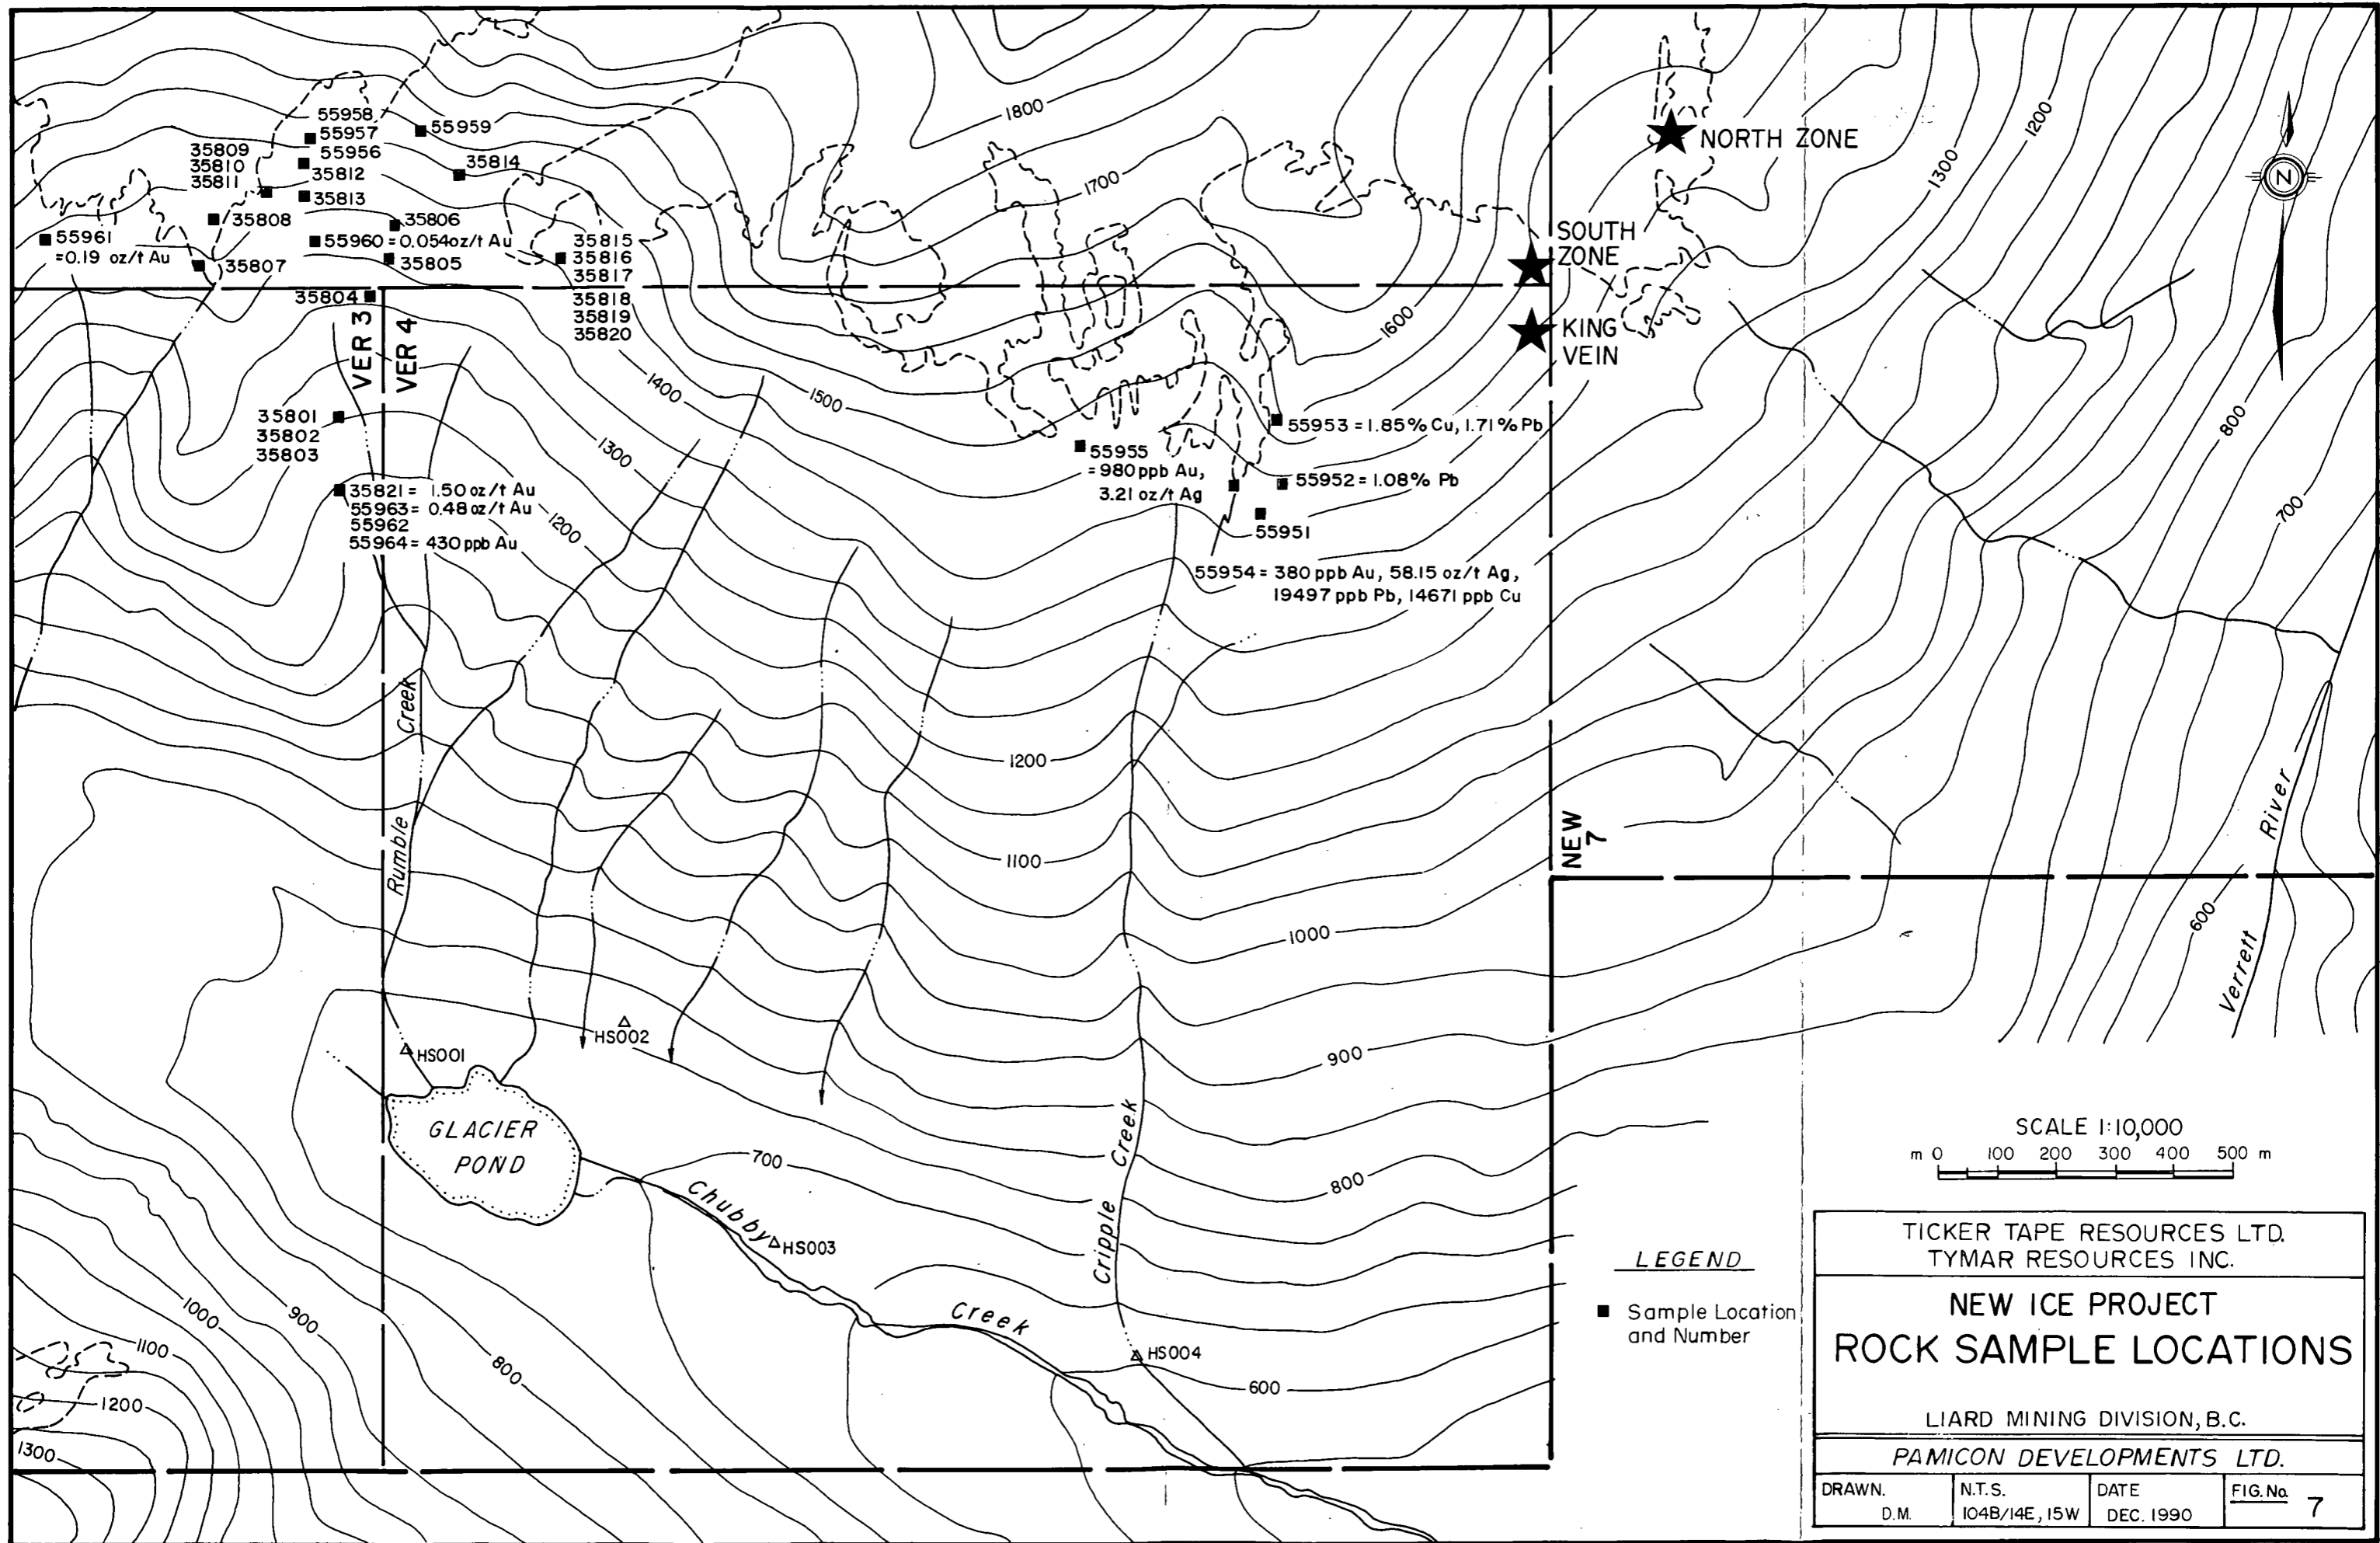 1800
1200
55958
55957
55959
NORTH ZONE
35809
55956
35810
35814
35812
35811
1300
1700
35813
N
35808
35806
SOUTH
ZONE
55961
=0.19 oz/t Au
55960 = 0.054oz/t Au
35815
35816
35817
35807
35805
35804
35818
35819
35820
1600
KING
VEIN
VER 3
VER 4
1400
1500
800
35801
35802
35803
55953 = 1.85% Cu, 1.71% Pb
1300
55955
= 980 ppb Au,
3.21 oz/t Ag
55952 = 1.08% Pb
35821 = 1.50 oz/t Au
55963 = 0.48 oz/t Au
55962
55964 = 430 ppb Au
1200
700
55951
55954 = 380 ppb Au, 58.15 oz/t Ag,
19497 ppb Pb, 14671 ppb Cu
Rumble Creek
1200
1100
NEW
7
Verrett River
600
1000
HS002
HS001
900
GLACIER
POND
700
800
Cripple Creek
Chubby Creek
HS003
HS004
600
1000
900
1100
800
1200
1300
SCALE 1:10,000
m 0 100 200 300 400 500 m
LEGEND
Sample Location
and Number
TICKER TAPE RESOURCES LTD.
TYMAR RESOURCES INC.
NEW ICE PROJECT
ROCK SAMPLE LOCATIONS
LIARD MINING DIVISION, B.C.
PAMICON DEVELOPMENTS LTD.
DRAWN. N.T.S. DATE FIG. No. 7
D.M. 104B/14E, 15W DEC. 1990